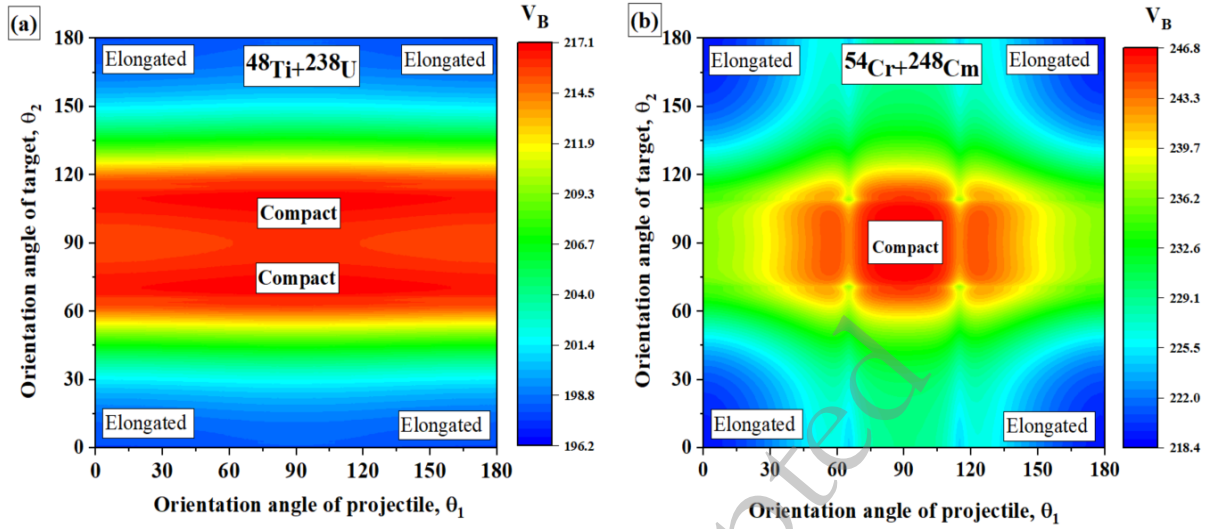 (a)
V_B
Elongated
⁴⁸Ti+²³⁸U
Elongated
Compact
Compact
Elongated
Elongated
180
150
120
90
60
30
0
0 30 60 90 120 150 180
Orientation angle of target, θ₂
Orientation angle of projectile, θ₁
217.1
214.5
211.9
209.3
206.7
204.0
201.4
198.8
196.2
(b)
V_B
Elongated
⁵⁴Cr+²⁴⁸Cm
Elongated
Compact
Elongated
Elongated
180
150
120
90
60
30
0
0 30 60 90 120 150 180
Orientation angle of target, θ₂
Orientation angle of projectile, θ₁
246.8
243.3
239.7
236.2
232.6
229.1
225.5
222.0
218.4
pted